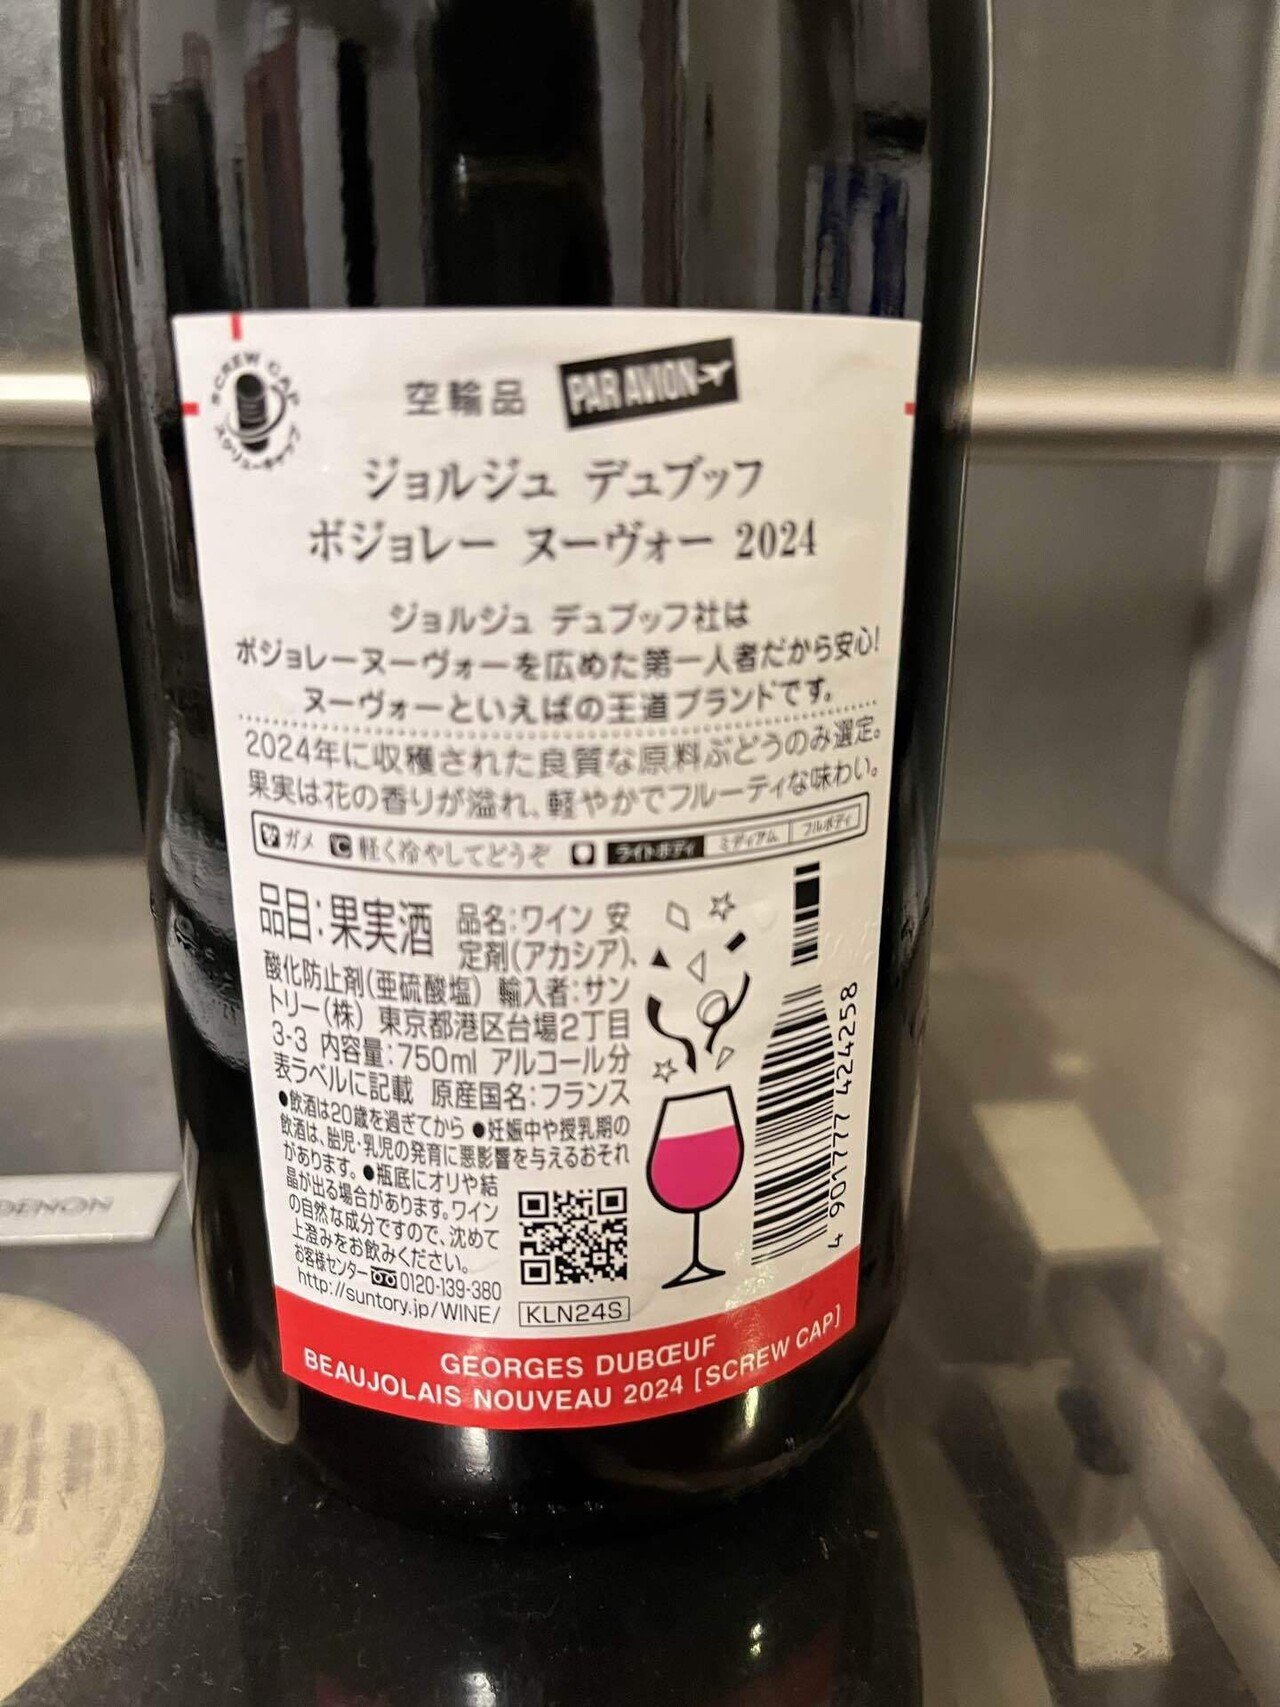 SCREW CAP
スクリューキャップ
空輸品 PAR AVION
ジョルジュ デュブッフ
ボジョレー ヌーヴォー 2024
ジョルジュ デュブッフ社は
ボジョレーヌーヴォーを広めた第一人者だから安心!
ヌーヴォーといえばの王道ブランドです。
2024年に収穫された良質な原料ぶどうのみ選定。
果実は花の香りが溢れ、軽やかでフルーティな味わい。
ガメ ℃ 軽く冷やしてどうぞ ライトボディ ミディアム フルボディ
品目:果実酒 品名:ワイン 安
定剤(アカシア)、
酸化防止剤(亜硫酸塩) 輸入者:サン
トリー(株) 東京都港区台場2丁目
3-3 内容量:750ml アルコール分
表ラベルに記載 原産国名:フランス
●飲酒は20歳を過ぎてから ●妊娠中や授乳期の
飲酒は、胎児・乳児の発育に悪影響を与えるおそれ
があります。 ●瓶底にオリや結
晶が出る場合があります。ワイン
の自然な成分ですので、沈めて
上澄みをお飲みください。
お客様センター 0120-139-380
http://suntory.jp/WINE/
KLN24S
4 901777 424258
GEORGES DUBŒUF
BEAUJOLAIS NOUVEAU 2024 [SCREW CAP]
DENON